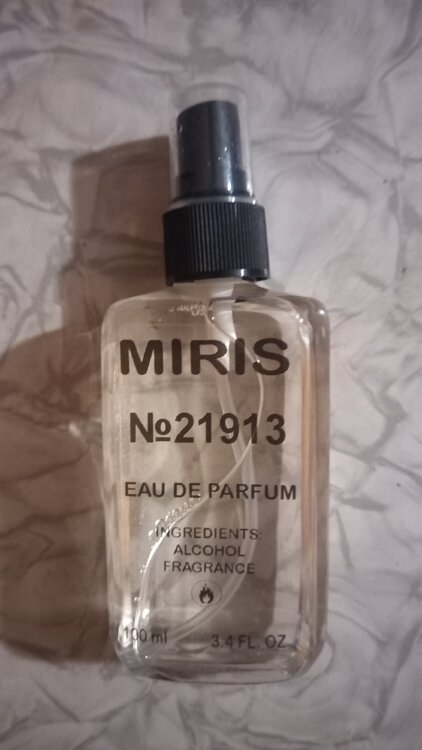 MIRIS
№21913
EAU DE PARFUM
INGREDIENTS:
ALCOHOL
FRAGRANCE
100 ml 3.4 FL. OZ